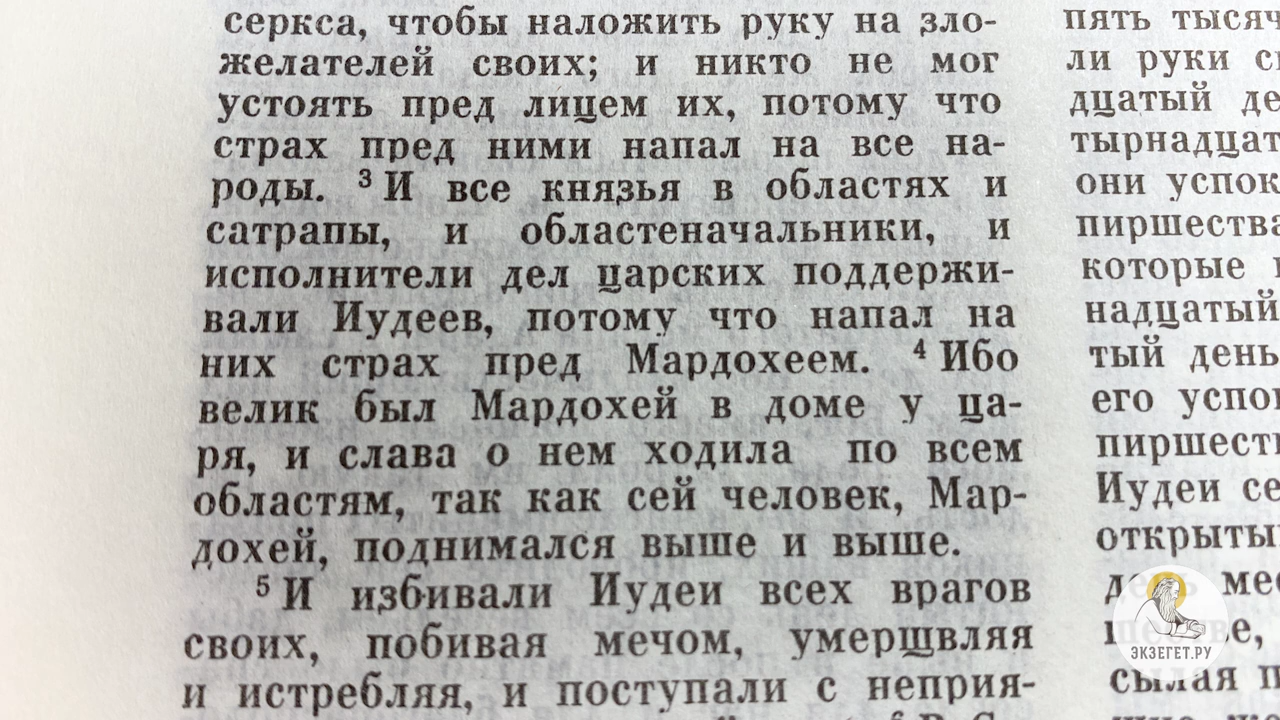 серкса, чтобы наложить руку на зло-
желателей своих; и никто не мог
устоять пред лицем их, потому что
страх пред ними напал на все на-
роды. ³ И все князья в областях и
сатрапы, и областеначальники, и
исполнители дел царских поддержи-
вали Иудеев, потому что напал на
них страх пред Мардохеем. ⁴ Ибо
велик был Мардохей в доме у ца-
ря, и слава о нем ходила по всем
областям, так как сей человек, Мар-
дохей, поднимался выше и выше.
⁵ И избивали Иудеи всех врагов
своих, побивая мечом, умерщвляя
и истребляя, и поступали с неприя-
пять тысяч
ли руки
дцатый
тырнадцат
они успок
пиршества
которые
надцатый
тый день
его успо
пиршест
Иудеи се
открыты
ме
сылая
ЭКЗЕГЕТ.РУ